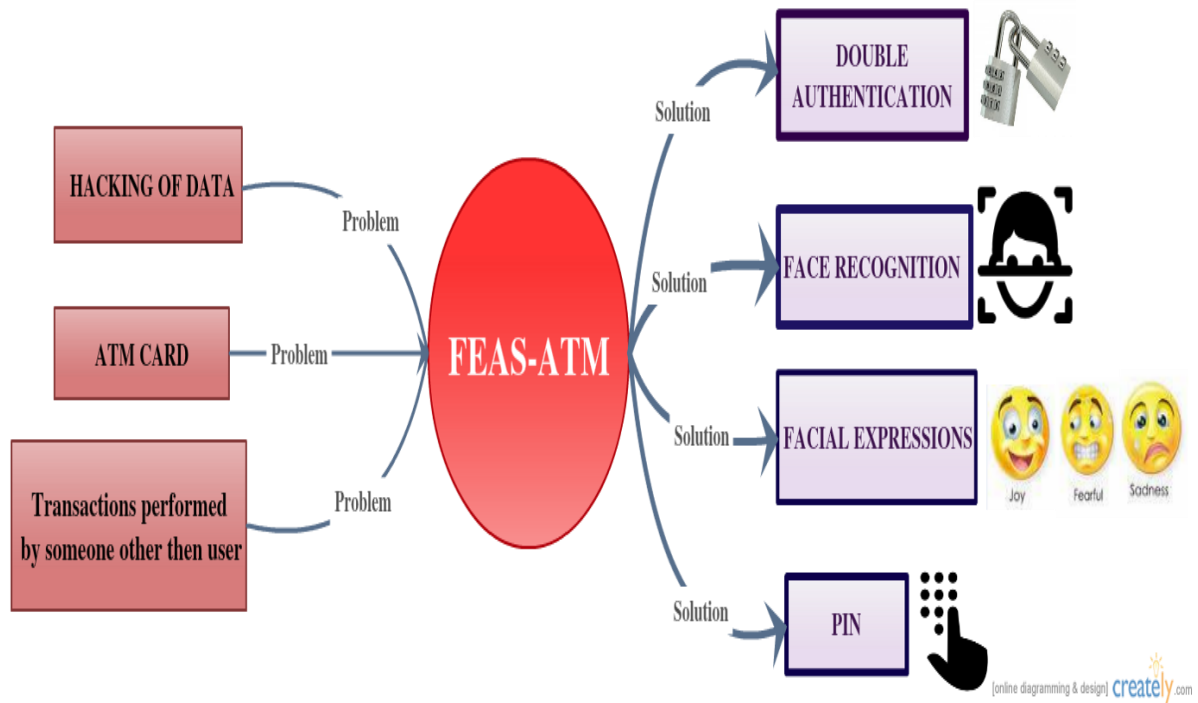 HACKING OF DATA
Problem
ATM CARD
Problem
Transactions performed
by someone other then user
Problem
FEAS-ATM
Solution
DOUBLE
AUTHENTICATION
Solution
FACE RECOGNITION
Solution
FACIAL EXPRESSIONS
Joy
Fearful
Sadness
Solution
PIN
[online diagramming & design] creately.com